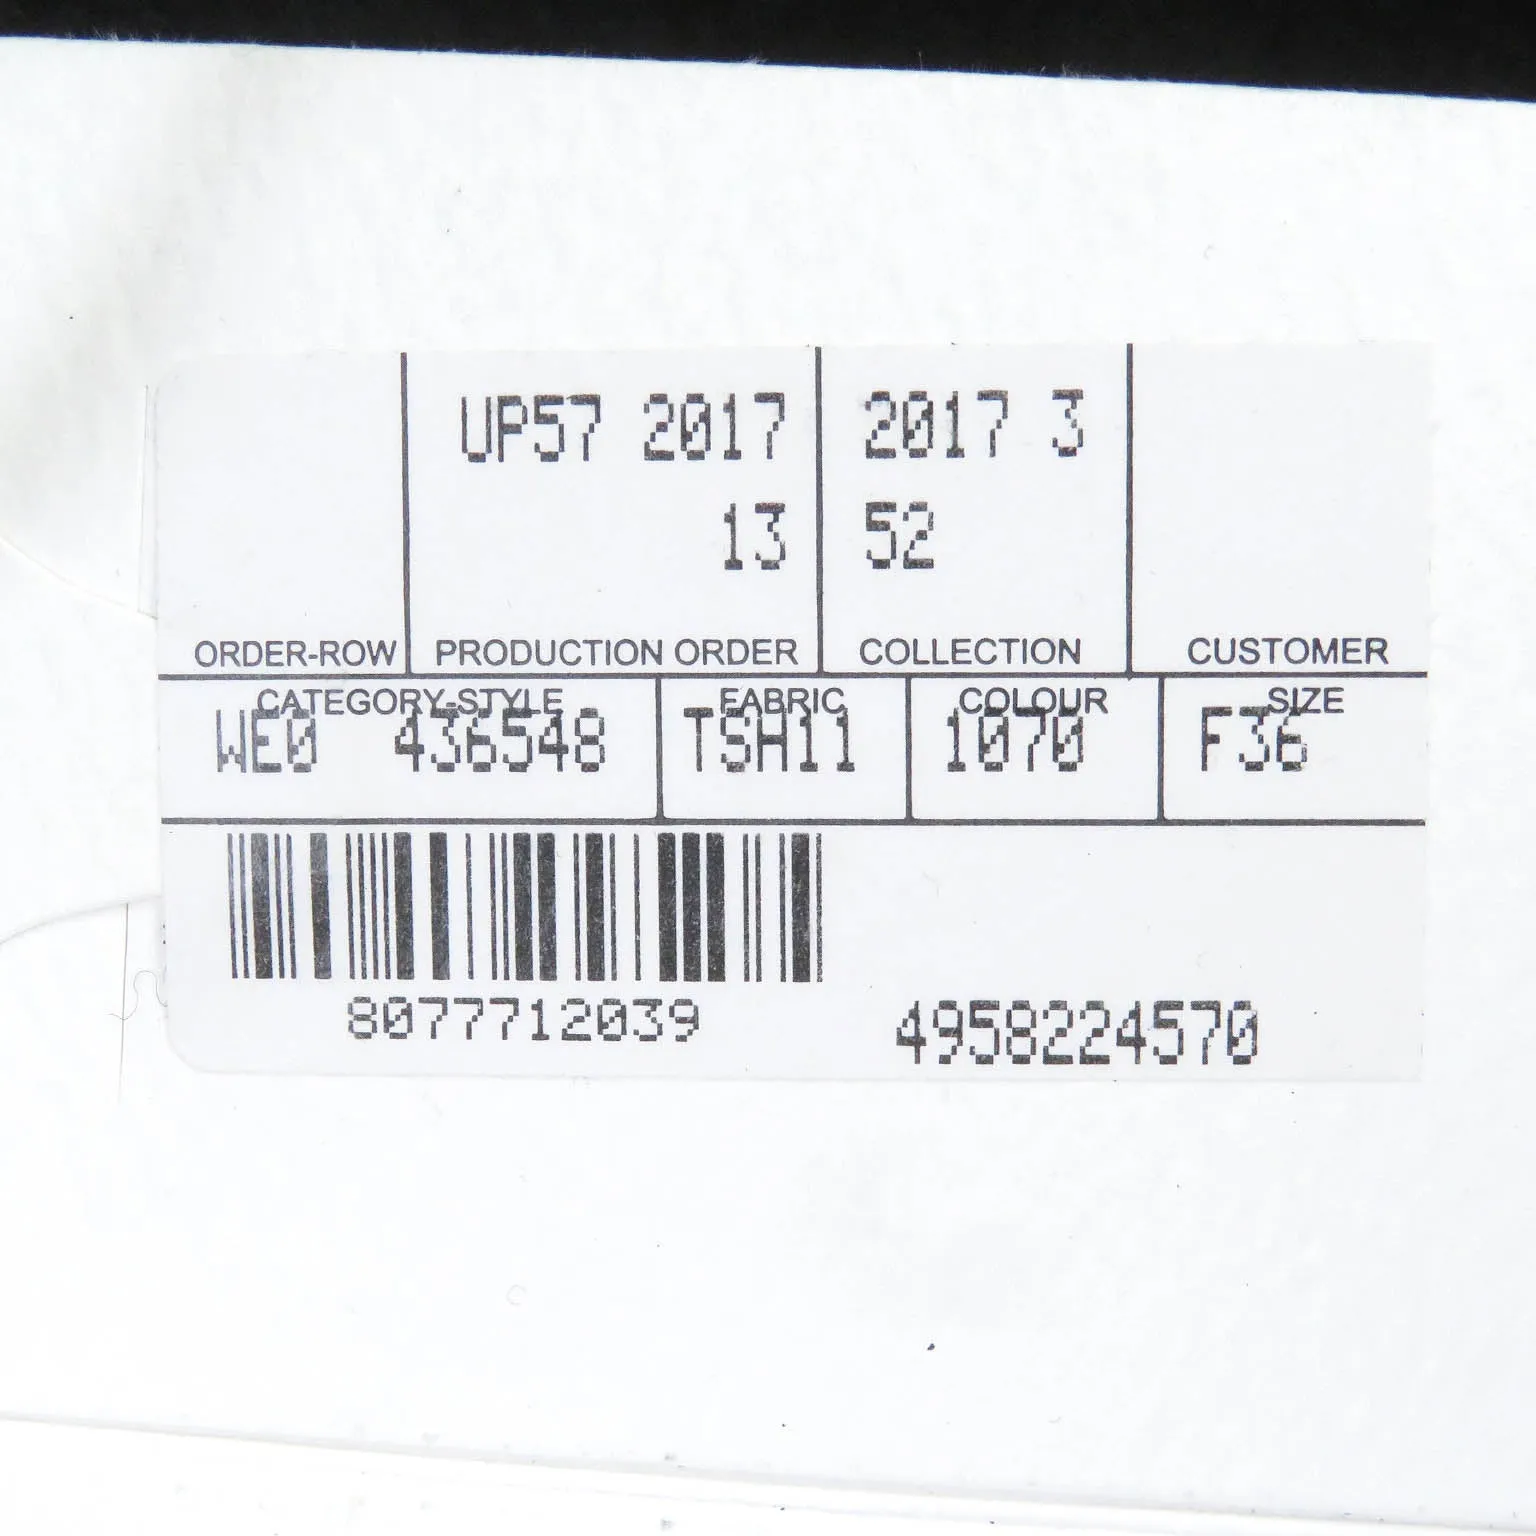 UP57 2017 2017 3
13 52
ORDER-ROW PRODUCTION ORDER COLLECTION CUSTOMER
CATEGORY-STYLE FABRIC COLOUR SIZE
WE0 436548 TSH11 1070 F36
8077712039 4958224570